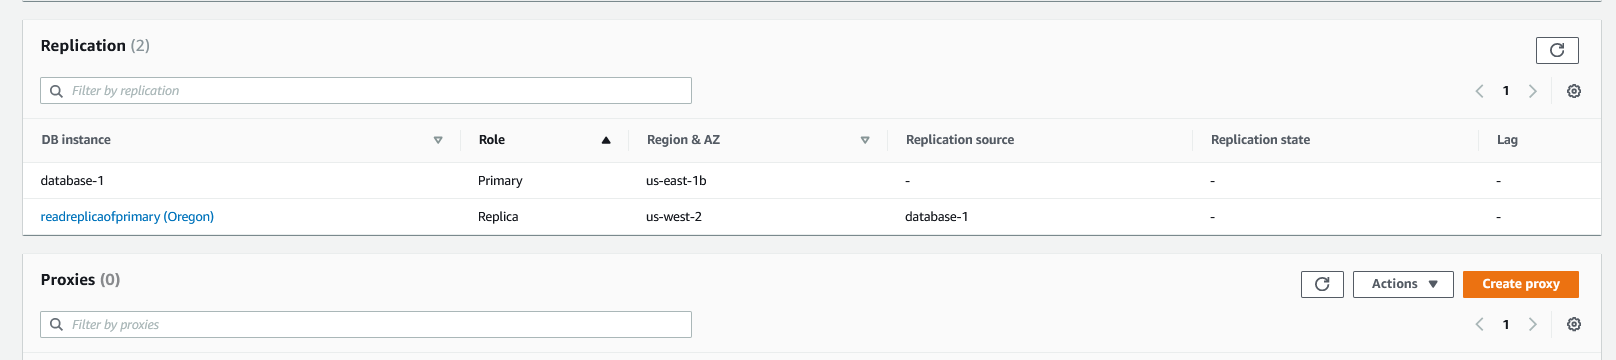 Replication (2)
Filter by replication
1
DB instance Role Region & AZ Replication source Replication state Lag
database-1 Primary us-east-1b - - -
readreplicaofprimary (Oregon) Replica us-west-2 database-1 - -
Proxies (0)
Actions Create proxy
Filter by proxies
1